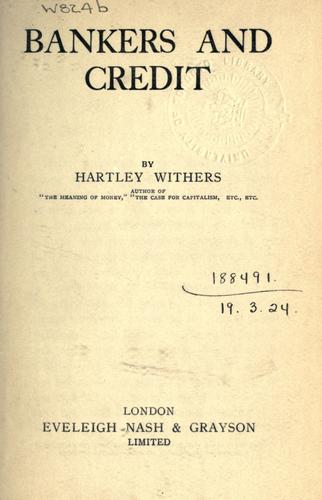 W824b
BANKERS AND
CREDIT
BY
HARTLEY WITHERS
AUTHOR OF
"THE MEANING OF MONEY," "THE CASE FOR CAPITALISM, ETC., ETC.
188491.
19. 3. 24.
LONDON
EVELEIGH NASH & GRAYSON
LIMITED